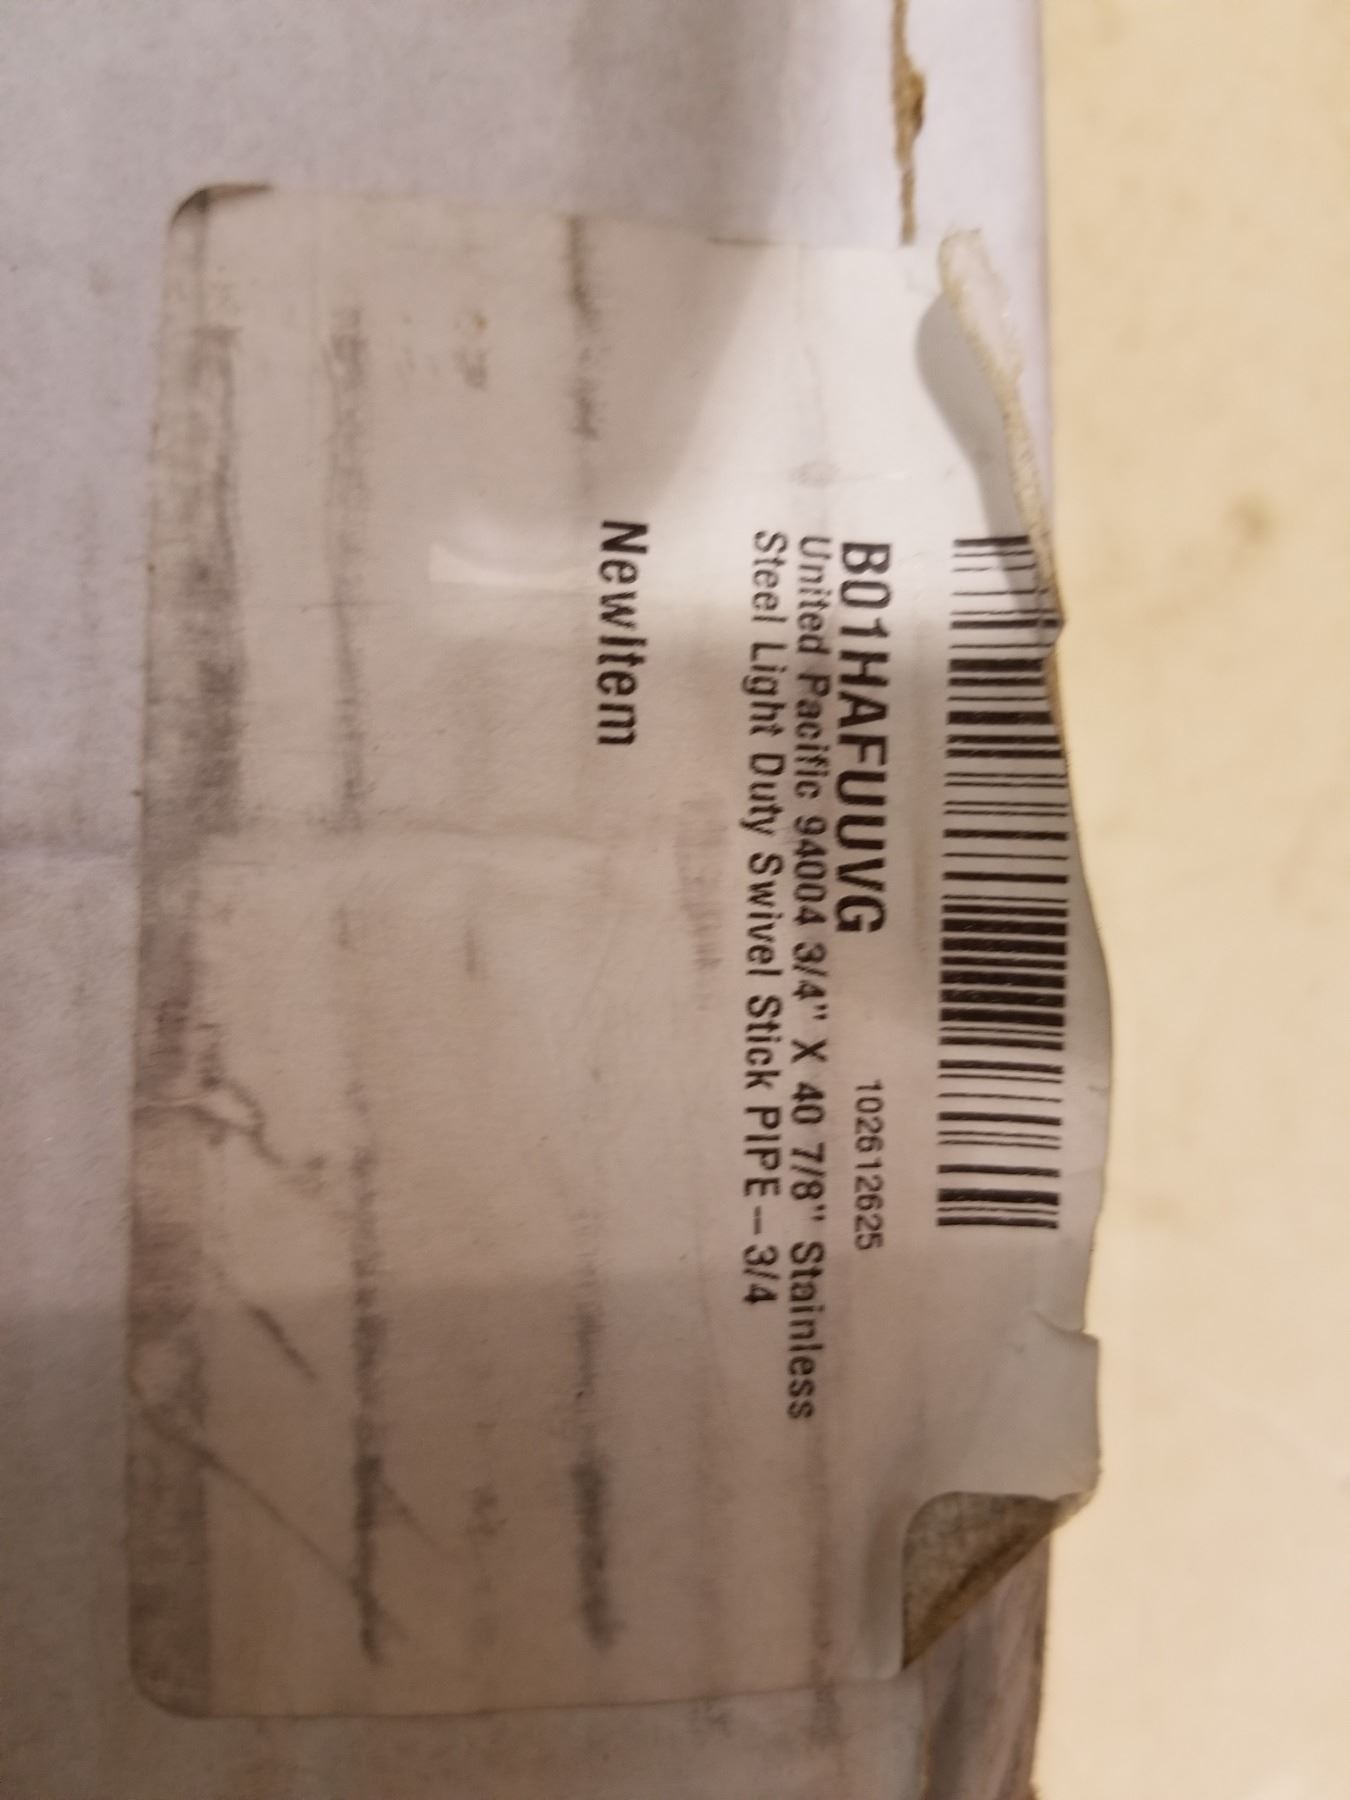 B01HAFUUVG 102612625
United Pacific 94004 3/4" X 40 7/8" Stainless
Steel Light Duty Swivel Stick PIPE--3/4
NewItem